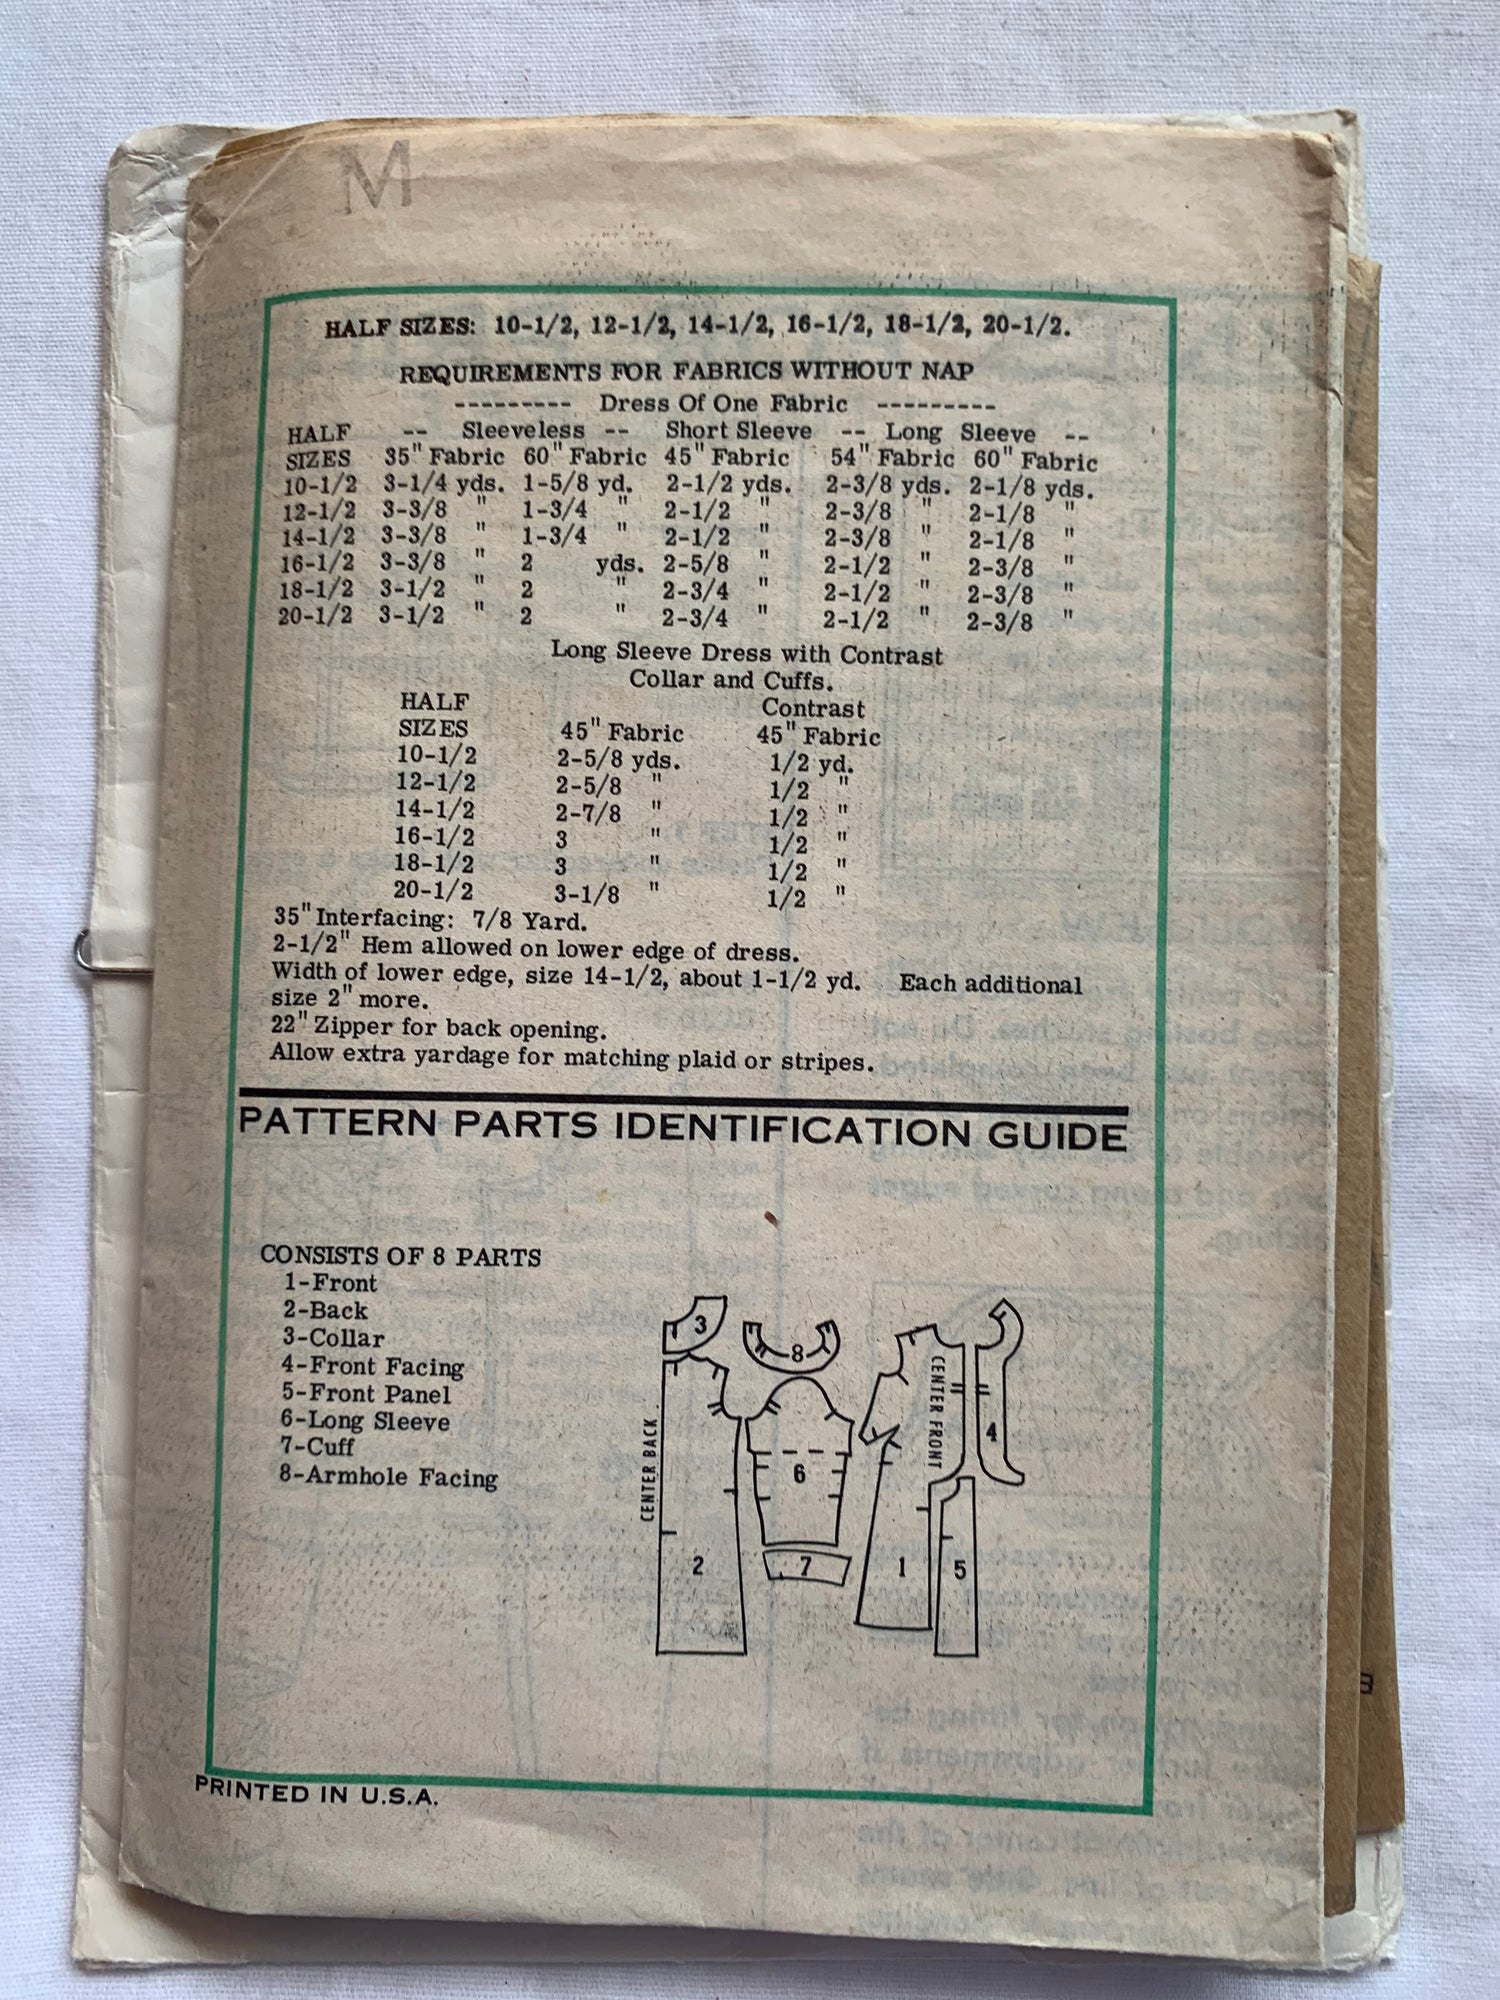 M
HALF SIZES: 10-1/2, 12-1/2, 14-1/2, 16-1/2, 18-1/2, 20-1/2.
REQUIREMENTS FOR FABRICS WITHOUT NAP
--------- Dress Of One Fabric ---------
HALF -- Sleeveless -- Short Sleeve -- Long Sleeve --
SIZES 35" Fabric 60" Fabric 45" Fabric 54" Fabric 60" Fabric
10-1/2 3-1/4 yds. 1-5/8 yd. 2-1/2 yds. 2-3/8 yds. 2-1/8 yds.
12-1/2 3-3/8 " 1-3/4 " 2-1/2 " 2-3/8 " 2-1/8 "
14-1/2 3-3/8 " 1-3/4 " 2-1/2 " 2-3/8 " 2-1/8 "
16-1/2 3-3/8 " 2 yds. 2-5/8 " 2-1/2 " 2-3/8 "
18-1/2 3-1/2 " 2 " 2-3/4 " 2-1/2 " 2-3/8 "
20-1/2 3-1/2 " 2 " 2-3/4 " 2-1/2 " 2-3/8 "
Long Sleeve Dress with Contrast
Collar and Cuffs.
HALF Contrast
SIZES 45" Fabric 45" Fabric
10-1/2 2-5/8 yds. 1/2 yd.
12-1/2 2-5/8 " 1/2 "
14-1/2 2-7/8 " 1/2 "
16-1/2 3 " 1/2 "
18-1/2 3 " 1/2 "
20-1/2 3-1/8 " 1/2 "
35" Interfacing: 7/8 Yard.
2-1/2" Hem allowed on lower edge of dress.
Width of lower edge, size 14-1/2, about 1-1/2 yd. Each additional
size 2" more.
22" Zipper for back opening.
Allow extra yardage for matching plaid or stripes.
PATTERN PARTS IDENTIFICATION GUIDE
CONSISTS OF 8 PARTS
1-Front
2-Back
3-Collar
4-Front Facing
5-Front Panel
6-Long Sleeve
7-Cuff
8-Armhole Facing
3
8
CENTER BACK
CENTER FRONT
4
6
2
7
1
5
PRINTED IN U.S.A.